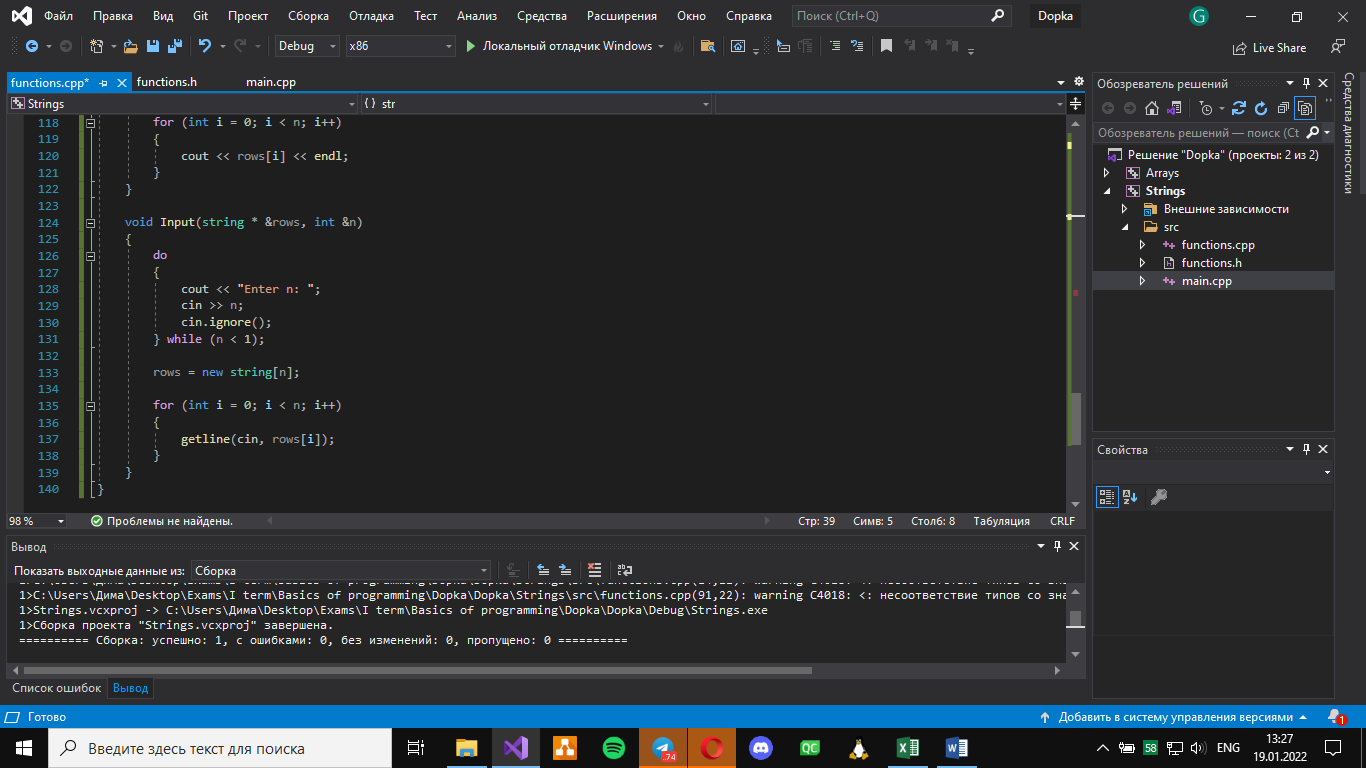 Файл Правка Вид Git Проект Сборка Отладка Тест Анализ Средства Расширения Окно Справка Поиск (Ctrl+Q) Dopka G
Debug x86 Локальный отладчик Windows Live Share
functions.cpp* functions.h main.cpp
Strings {} str
118 for (int i = 0; i < n; i++)
119 {
120 cout << rows[i] << endl;
121 }
122 }
123
124 void Input(string * &rows, int &n)
125 {
126 do
127 {
128 cout << "Enter n: ";
129 cin >> n;
130 cin.ignore();
131 } while (n < 1);
132
133 rows = new string[n];
134
135 for (int i = 0; i < n; i++)
136 {
137 getline(cin, rows[i]);
138 }
139 }
140 }
98 % Проблемы не найдены. Стр: 39 Симв: 5 Столб: 8 Табуляция CRLF
Вывод
Показать выходные данные из: Сборка
1>C:\Users\Дима\Desktop\Exams\I term\Basics of programming\Dopka\Dopka\Strings\src\functions.cpp(91,22): warning C4018: <: несоответствие типов со зна
1>Strings.vcxproj -> C:\Users\Дима\Desktop\Exams\I term\Basics of programming\Dopka\Dopka\Debug\Strings.exe
1>Сборка проекта "Strings.vcxproj" завершена.
========== Сборка: успешно: 1, с ошибками: 0, без изменений: 0, пропущено: 0 ==========
Список ошибок Вывод
Обозреватель решений
Обозреватель решений — поиск (Ct
Решение "Dopka" (проекты: 2 из 2)
Arrays
Strings
Внешние зависимости
src
functions.cpp
functions.h
main.cpp
Свойства
Средства диагностики
Готово Добавить в систему управления версиями 1
Введите здесь текст для поиска 74 QC 58 ENG 13:27
19.01.2022